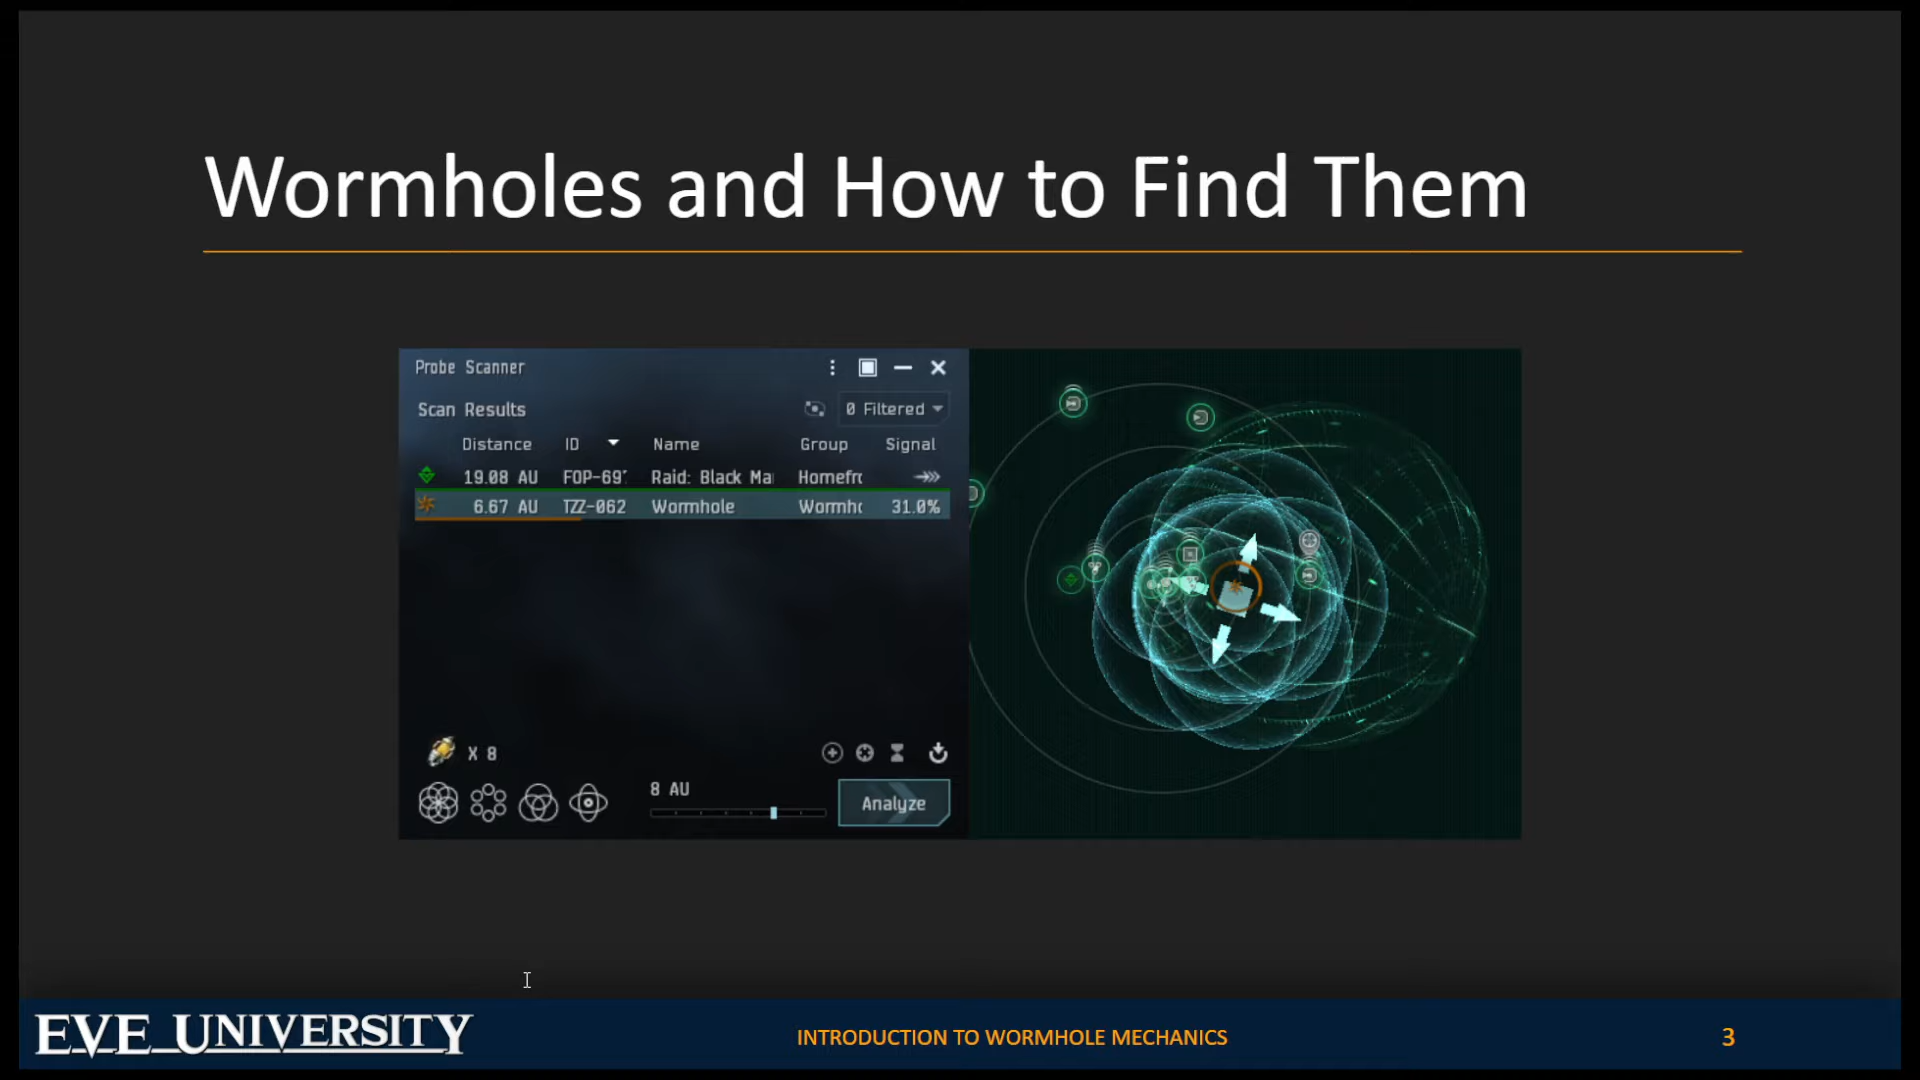 Wormholes and How to Find Them
Probe Scanner
Scan Results
0 Filtered
Distance ID Name Group Signal
19.08 AU Raid: Black Ma Homefr
6.67 AU TZZ-062 Wormhole Wormh 31.0%
X 8
8 AU
Analyze
EVE UNIVERSITY
INTRODUCTION TO WORMHOLE MECHANICS
3